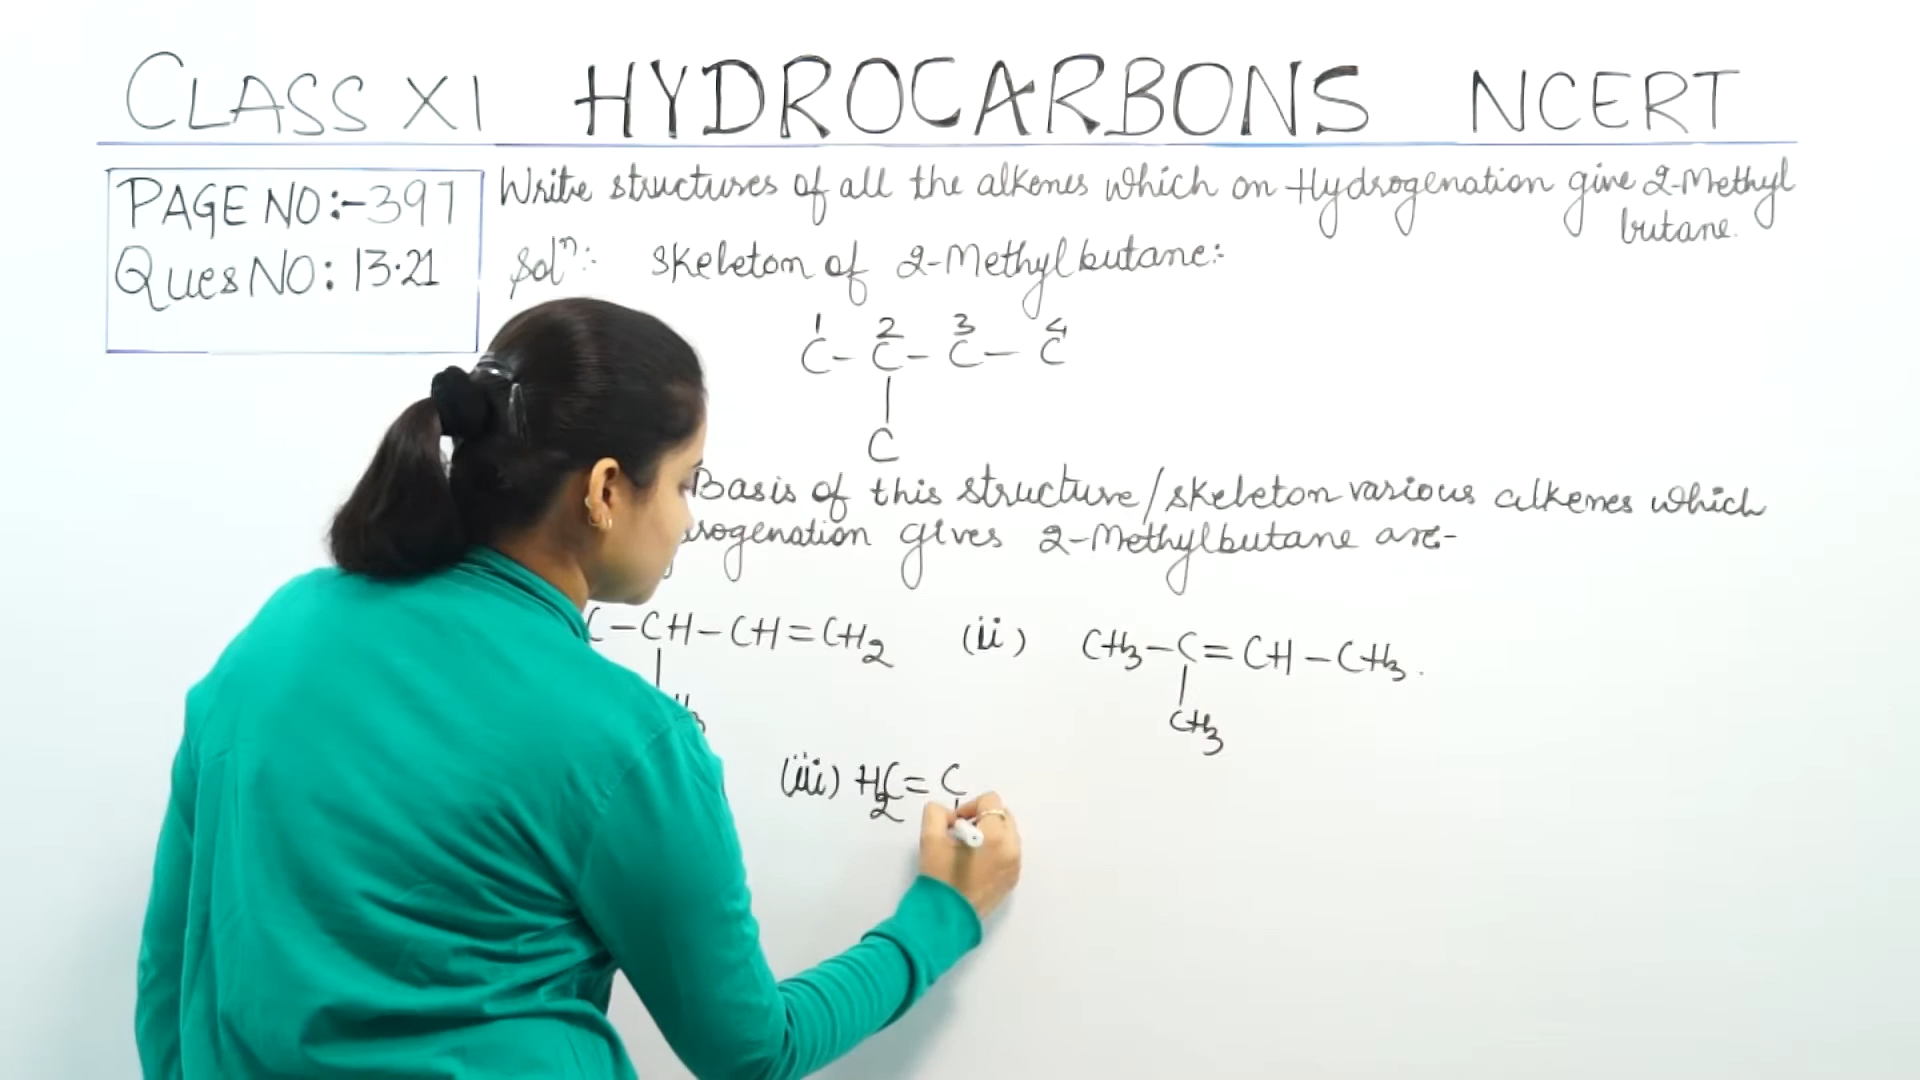 CLASS XI HYDROCARBONS NCERT
PAGE NO:-397
Ques NO: 13.21
Write structures of all the alkenes which on Hydrogenation give 2-Methyl
butane.
Solⁿ:- Skeleton of 2-Methylbutane:-
1 2 3 4
C - C - C - C
|
C
Basis of this structure/skeleton various alkenes which
rogenation gives 2-Methylbutane are-
C-CH-CH=CH2 (ii) CH3-C=CH-CH3.
|
CH3
(iii) H2C=C